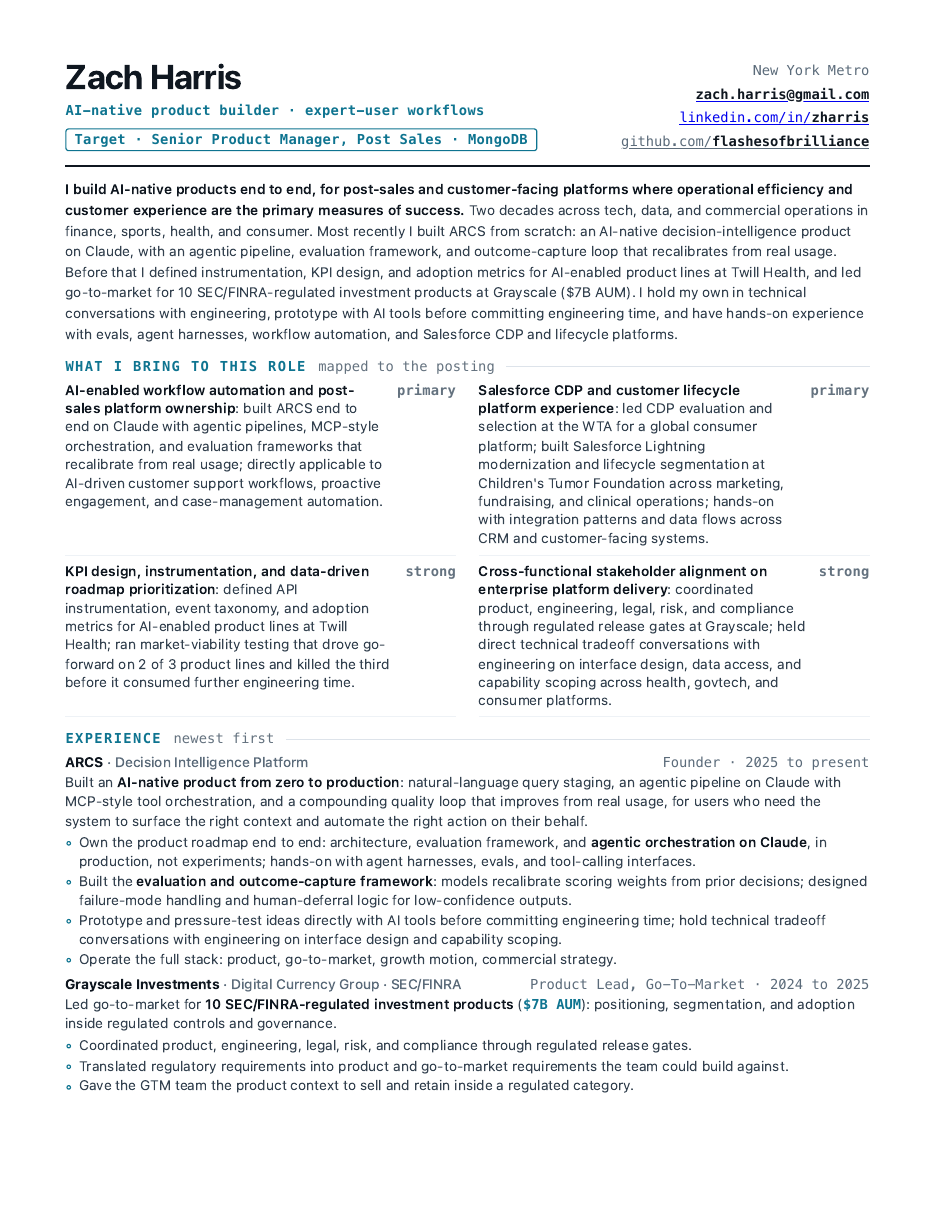 Zach Harris
AI-native product builder · expert-user workflows
Target · Senior Product Manager, Post Sales · MongoDB
New York Metro
zach.harris@gmail.com
linkedin.com/in/zharris
github.com/flashesofbrilliance
I build AI-native products end to end, for post-sales and customer-facing platforms where operational efficiency and
customer experience are the primary measures of success. Two decades across tech, data, and commercial operations in
finance, sports, health, and consumer. Most recently I built ARCS from scratch: an AI-native decision-intelligence product
on Claude, with an agentic pipeline, evaluation framework, and outcome-capture loop that recalibrates from real usage.
Before that I defined instrumentation, KPI design, and adoption metrics for AI-enabled product lines at Twill Health, and led
go-to-market for 10 SEC/FINRA-regulated investment products at Grayscale ($7B AUM). I hold my own in technical
conversations with engineering, prototype with AI tools before committing engineering time, and have hands-on experience
with evals, agent harnesses, workflow automation, and Salesforce CDP and lifecycle platforms.
WHAT I BRING TO THIS ROLE mapped to the posting
AI-enabled workflow automation and post- primary
sales platform ownership: built ARCS end to
end on Claude with agentic pipelines, MCP-style
orchestration, and evaluation frameworks that
recalibrate from real usage; directly applicable to
AI-driven customer support workflows, proactive
engagement, and case-management automation.
Salesforce CDP and customer lifecycle primary
platform experience: led CDP evaluation and
selection at the WTA for a global consumer
platform; built Salesforce Lightning
modernization and lifecycle segmentation at
Children's Tumor Foundation across marketing,
fundraising, and clinical operations; hands-on
with integration patterns and data flows across
CRM and customer-facing systems.
KPI design, instrumentation, and data-driven strong
roadmap prioritization: defined API
instrumentation, event taxonomy, and adoption
metrics for AI-enabled product lines at Twill
Health; ran market-viability testing that drove go-
forward on 2 of 3 product lines and killed the third
before it consumed further engineering time.
Cross-functional stakeholder alignment on strong
enterprise platform delivery: coordinated
product, engineering, legal, risk, and compliance
through regulated release gates at Grayscale; held
direct technical tradeoff conversations with
engineering on interface design, data access, and
capability scoping across health, govtech, and
consumer platforms.
EXPERIENCE newest first
ARCS · Decision Intelligence Platform Founder · 2025 to present
Built an AI-native product from zero to production: natural-language query staging, an agentic pipeline on Claude with
MCP-style tool orchestration, and a compounding quality loop that improves from real usage, for users who need the
system to surface the right context and automate the right action on their behalf.
∘ Own the product roadmap end to end: architecture, evaluation framework, and agentic orchestration on Claude, in
production, not experiments; hands-on with agent harnesses, evals, and tool-calling interfaces.
∘ Built the evaluation and outcome-capture framework: models recalibrate scoring weights from prior decisions; designed
failure-mode handling and human-deferral logic for low-confidence outputs.
∘ Prototype and pressure-test ideas directly with AI tools before committing engineering time; hold technical tradeoff
conversations with engineering on interface design and capability scoping.
∘ Operate the full stack: product, go-to-market, growth motion, commercial strategy.
Grayscale Investments · Digital Currency Group · SEC/FINRA Product Lead, Go-To-Market · 2024 to 2025
Led go-to-market for 10 SEC/FINRA-regulated investment products ($7B AUM): positioning, segmentation, and adoption
inside regulated controls and governance.
∘ Coordinated product, engineering, legal, risk, and compliance through regulated release gates.
∘ Translated regulatory requirements into product and go-to-market requirements the team could build against.
∘ Gave the GTM team the product context to sell and retain inside a regulated category.